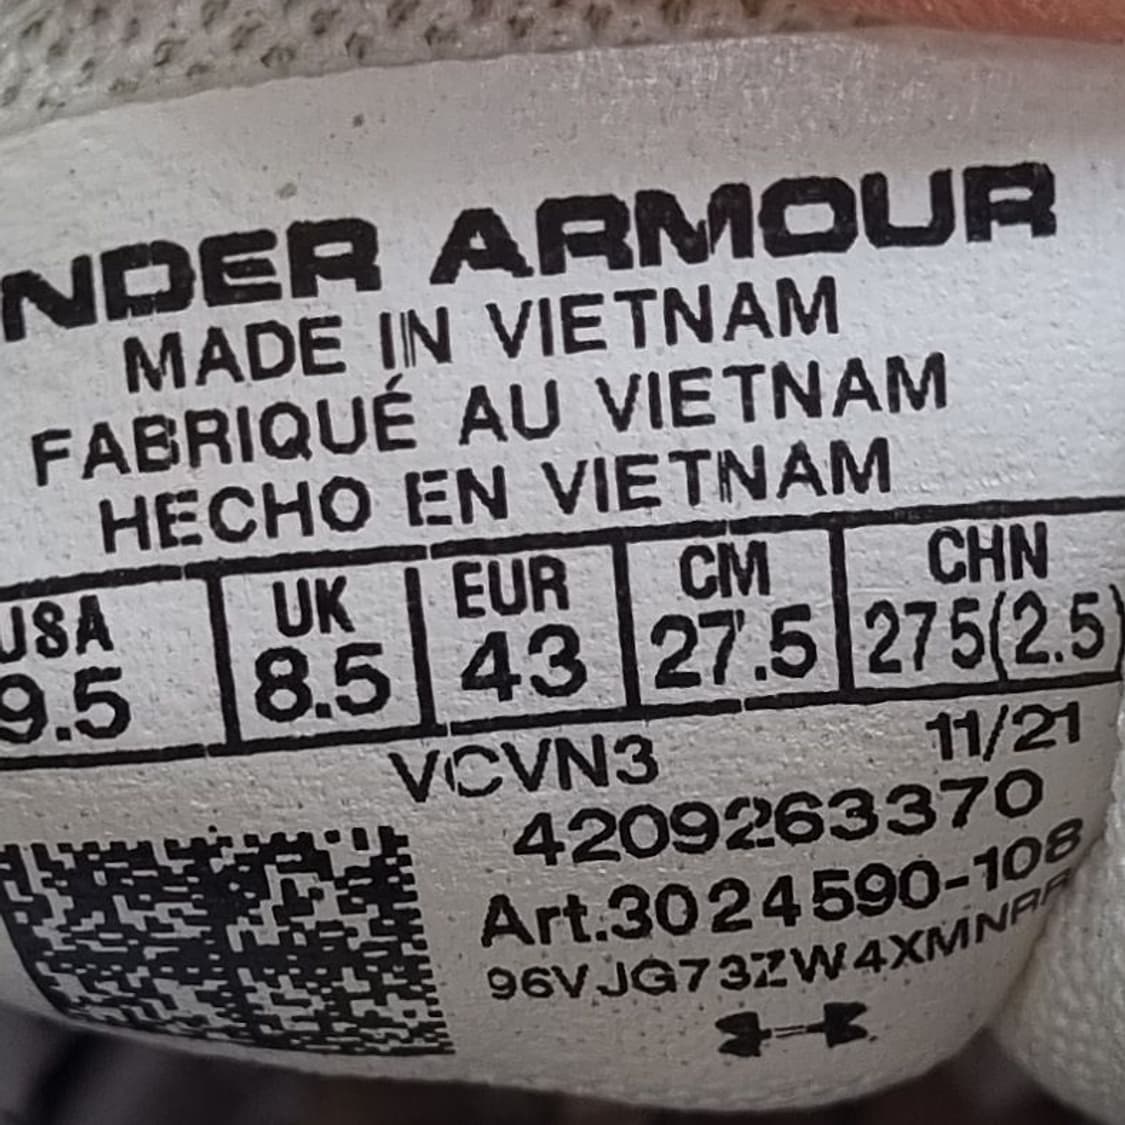 NDER ARMOUR
MADE IN VIETNAM
FABRIQUÉ AU VIETNAM
HECHO EN VIETNAM
USA UK EUR CM CHN
9.5 8.5 43 27.5 275(2.5)
VCVN3 11/21
4209263370
Art.3024590-108